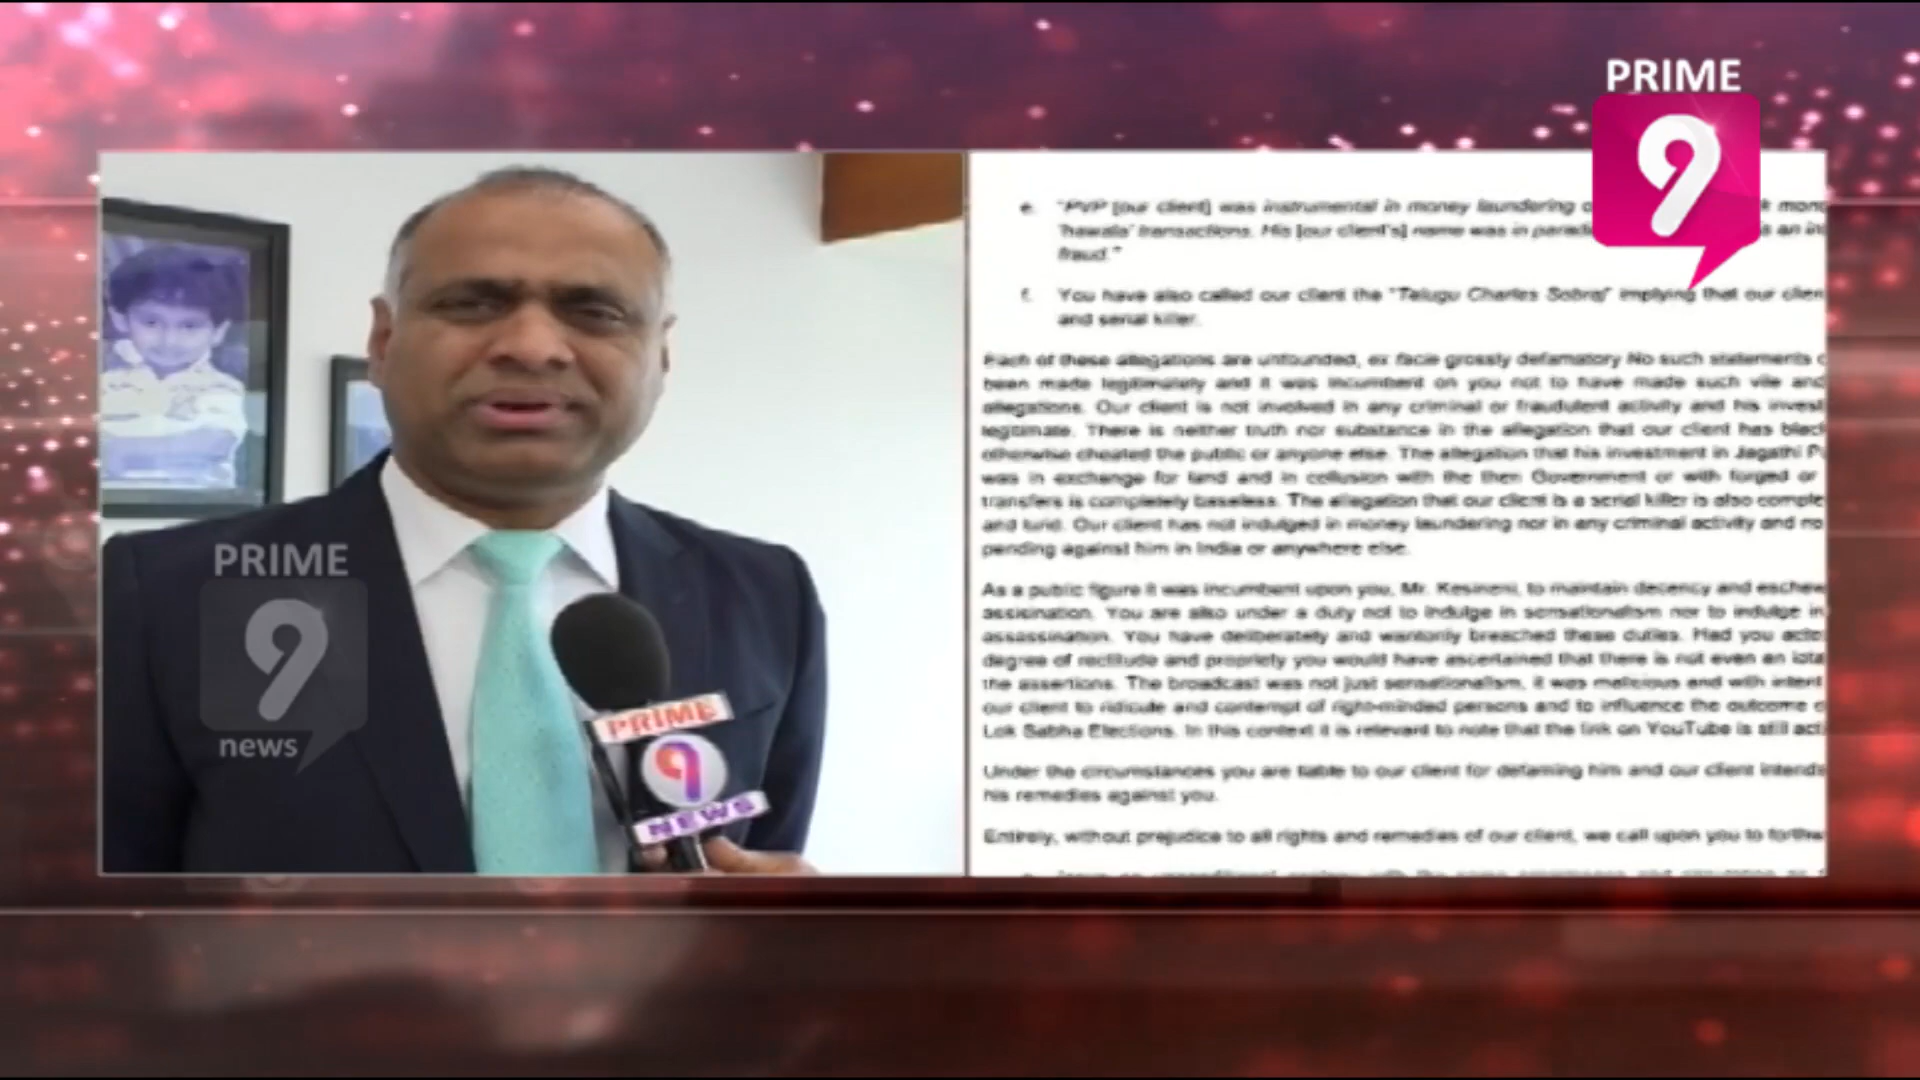 PRIME
9
PRIME
9
news
PRIME
9
NEWS
e. "PVP [our client] was instrumental in money laundering
'hawala' transactions. His [our client's] name was in
fraud."
f. You have also called our client the "Telugu Charles Sobraj" implying that our
and serial killer.
Each of these allegations are unfounded, ex facie grossly defamatory No such statements
been made legitimately and it was incumbent on you not to have made such vile and
allegations. Our client is not involved in any criminal or fraudulent activity and his
legitimate. There is neither truth nor substance in the allegation that our client has
otherwise cheated the public or anyone else. The allegation that his investment in Jagathi
was in exchange for land and in collusion with the then Government or with forged or
transfers is completely baseless. The allegation that our client is a serial killer is also
and lurid. Our client has not indulged in money laundering nor in any criminal activity and no
pending against him in India or anywhere else.
As a public figure it was incumbent upon you, Mr. Kesineni, to maintain decency and
assisination. You are also under a duty not to indulge in sensationalism nor to indulge in
assassination. You have deliberately and wantonly breached these duties. Had you
degree of rectitude and propriety you would have ascertained that there is not even an iota
the assertions. The broadcast was not just sensationalism, it was malicious and with intent
our client to ridicule and contempt of right-minded persons and to influence the outcome
Lok Sabha Elections. In this context it is relevant to note that the link on YouTube is still
Under the circumstances you are liable to our client for defaming him and our client
his remedies against you.
Entirely, without prejudice to all rights and remedies of our client, we call upon you to